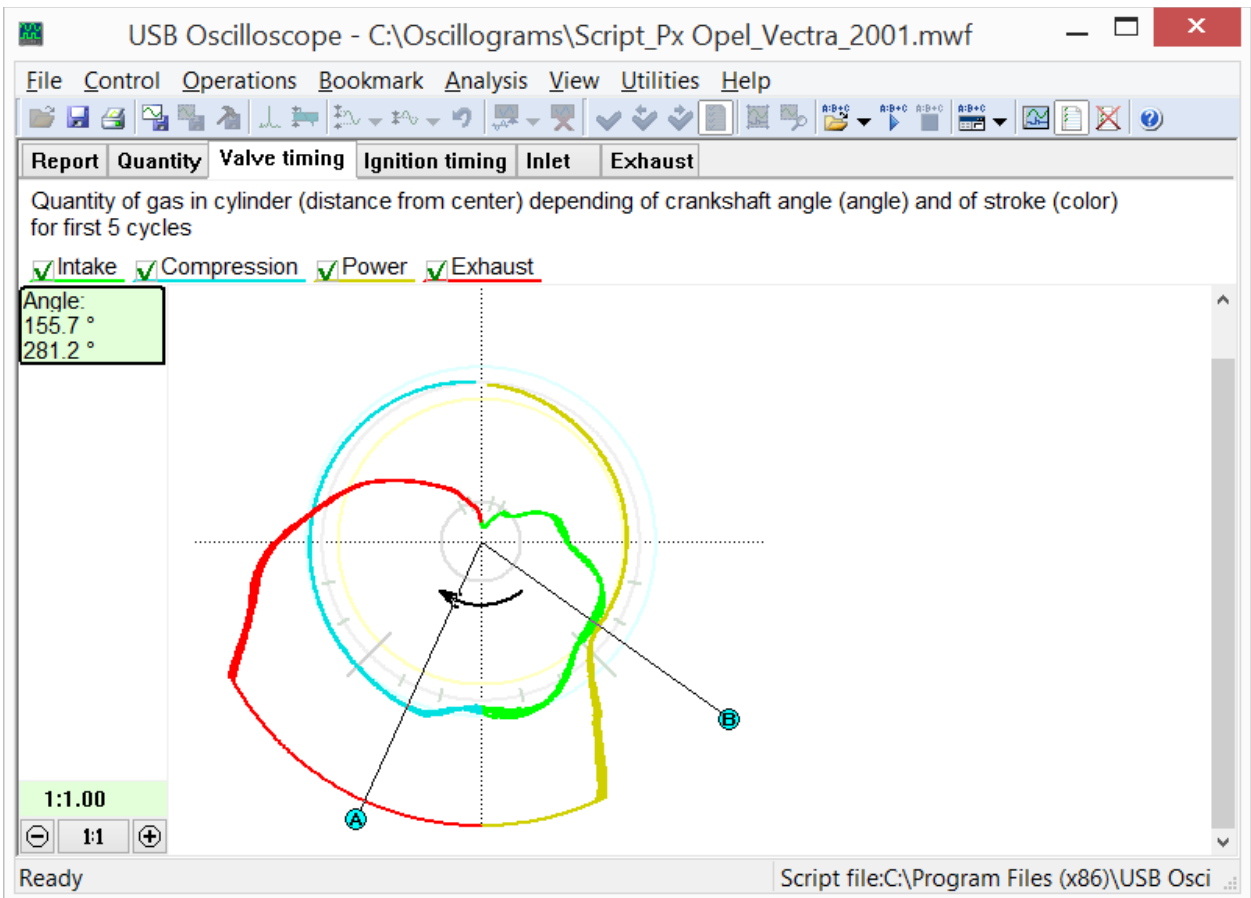 USB Oscilloscope - C:\Oscillograms\Script_Px Opel_Vectra_2001.mwf
File Control Operations Bookmark Analysis View Utilities Help
A:B+C A:B+C A:B+C A:B+C
Report Quantity Valve timing Ignition timing Inlet Exhaust
Quantity of gas in cylinder (distance from center) depending of crankshaft angle (angle) and of stroke (color)
for first 5 cycles
Intake Compression Power Exhaust
Angle:
155.7 °
281.2 °
B
A
1:1.00
1:1
Ready Script file:C:\Program Files (x86)\USB Osci